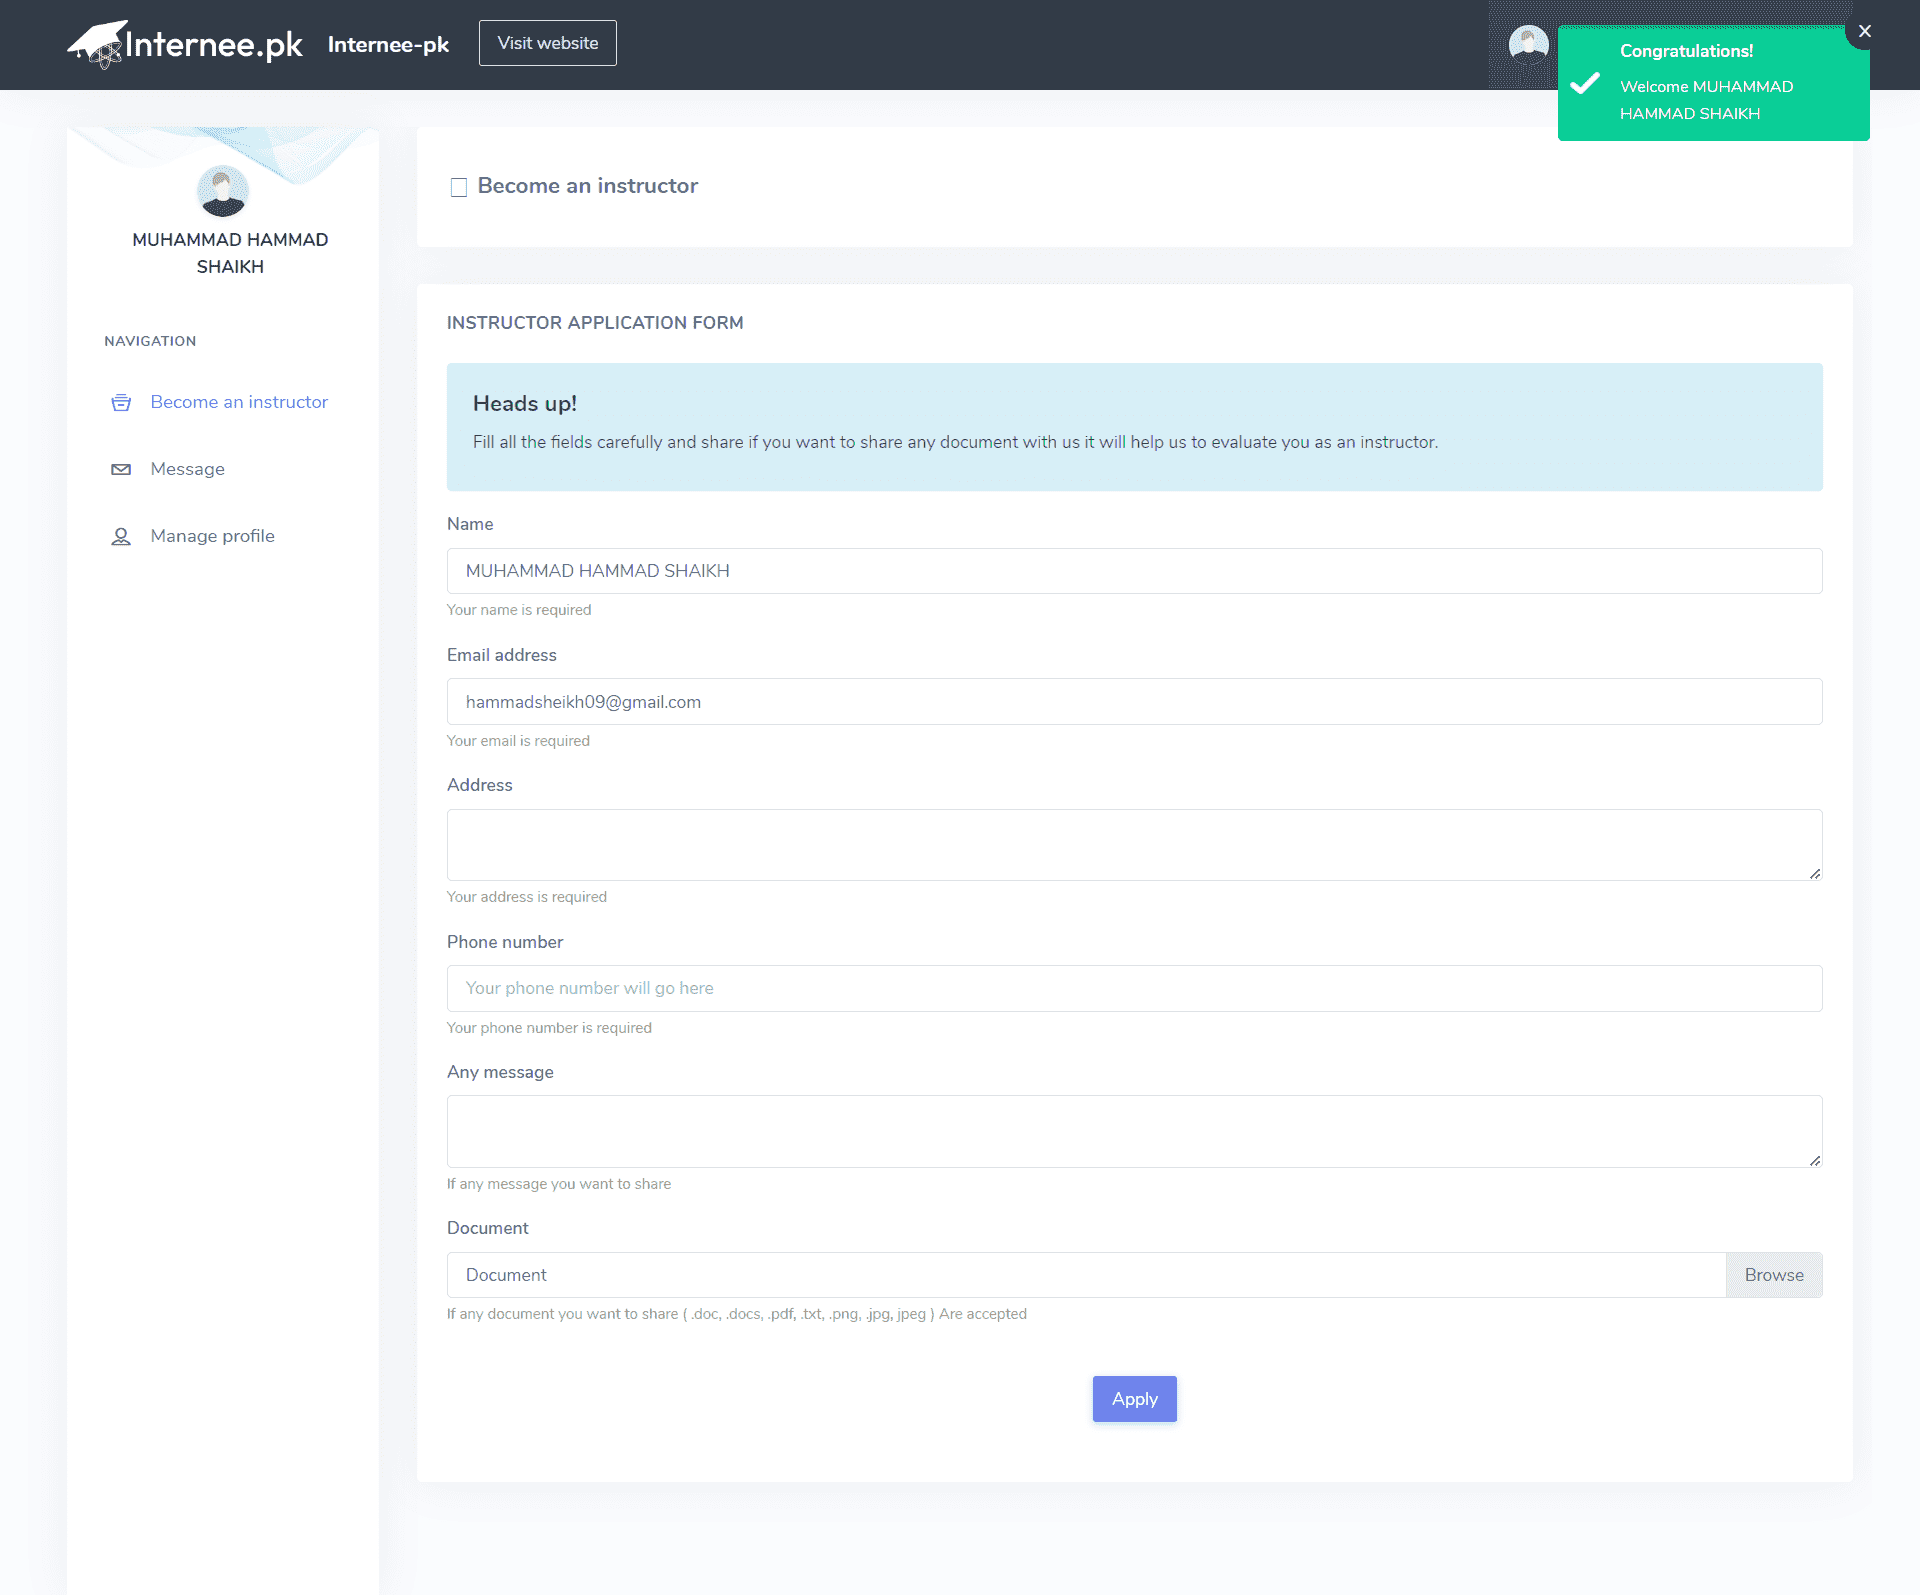 Internee.pk
Internee-pk
Visit website
Congratulations!
Welcome MUHAMMAD
HAMMAD SHAIKH
MUHAMMAD HAMMAD
SHAIKH
NAVIGATION
Become an instructor
Message
Manage profile
Become an instructor
INSTRUCTOR APPLICATION FORM
Heads up!
Fill all the fields carefully and share if you want to share any document with us it will help us to evaluate you as an instructor.
Name
MUHAMMAD HAMMAD SHAIKH
Your name is required
Email address
hammadsheikh09@gmail.com
Your email is required
Address
Your address is required
Phone number
Your phone number will go here
Your phone number is required
Any message
If any message you want to share
Document
Document
Browse
If any document you want to share ( .doc, .docs, .pdf, .txt, .png, .jpg, jpeg ) Are accepted
Apply